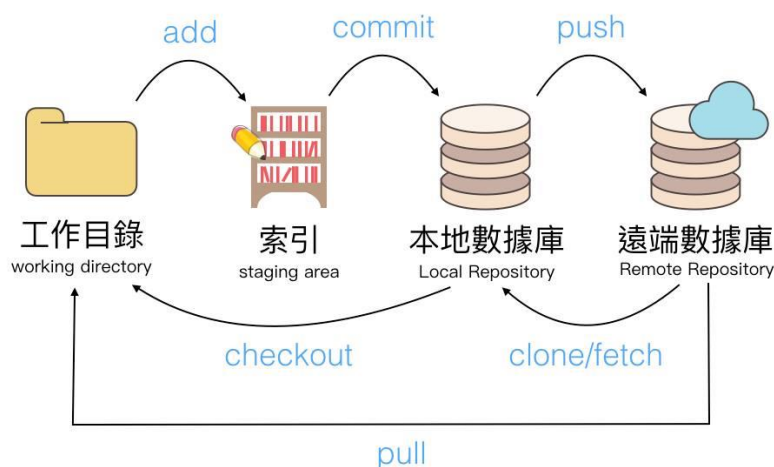 add
commit
push
工作目錄
working directory
索引
staging area
本地數據庫
Local Repository
遠端數據庫
Remote Repository
checkout
clone/fetch
pull